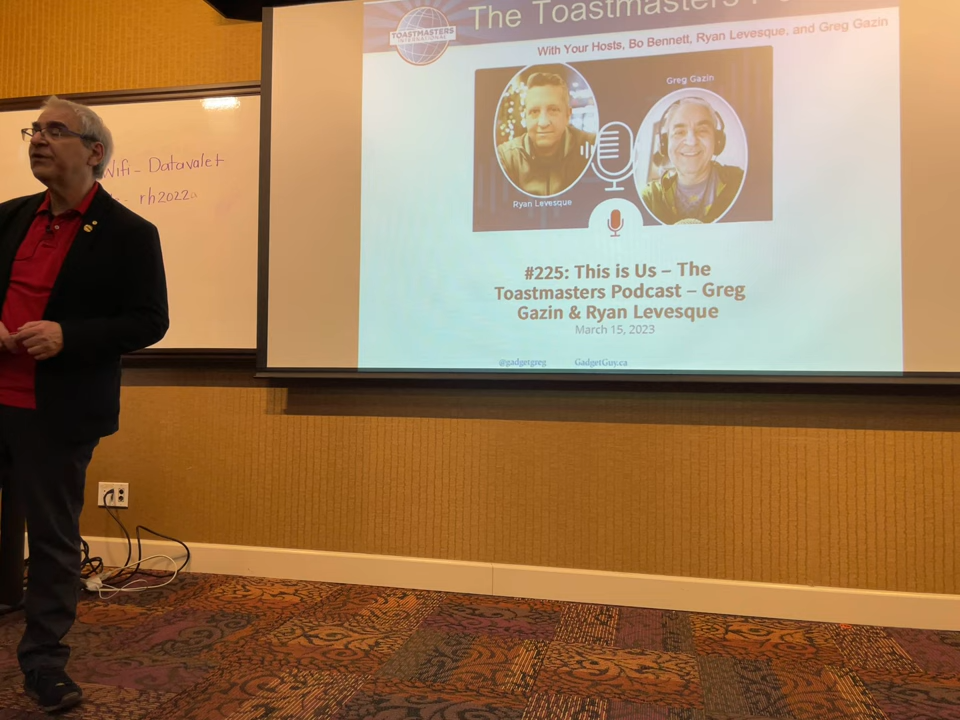 The Toastmasters
TOASTMASTERS
INTERNATIONAL
With Your Hosts, Bo Bennett, Ryan Levesque, and Greg Gazin
Greg Gazin
Ryan Levesque
Wifi - Datavalet
rh2022
#225: This is Us – The
Toastmasters Podcast – Greg
Gazin & Ryan Levesque
March 15, 2023
@gadgetgreg GadgetGuy.ca